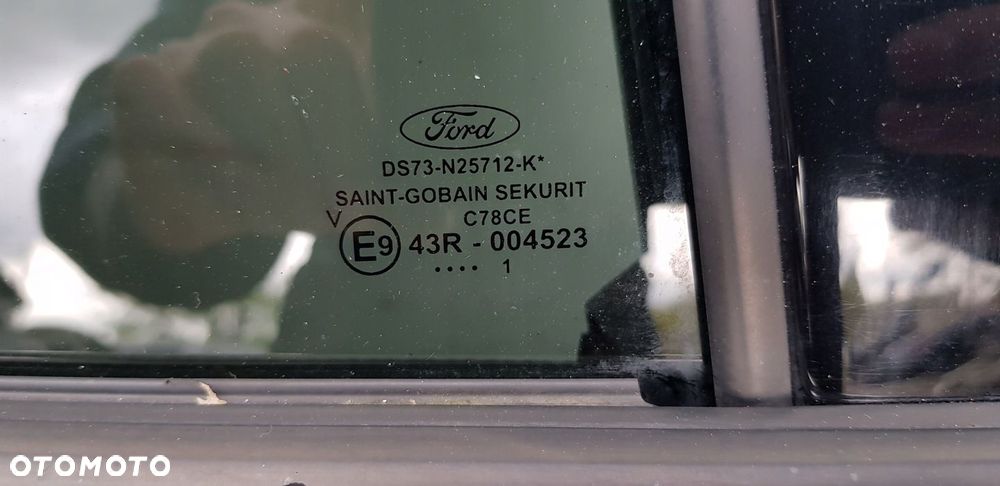 Ford
DS73-N25712-K*
SAINT-GOBAIN SEKURIT
V C78CE
E9 43R - 004523
.... 1
OTOMOTO